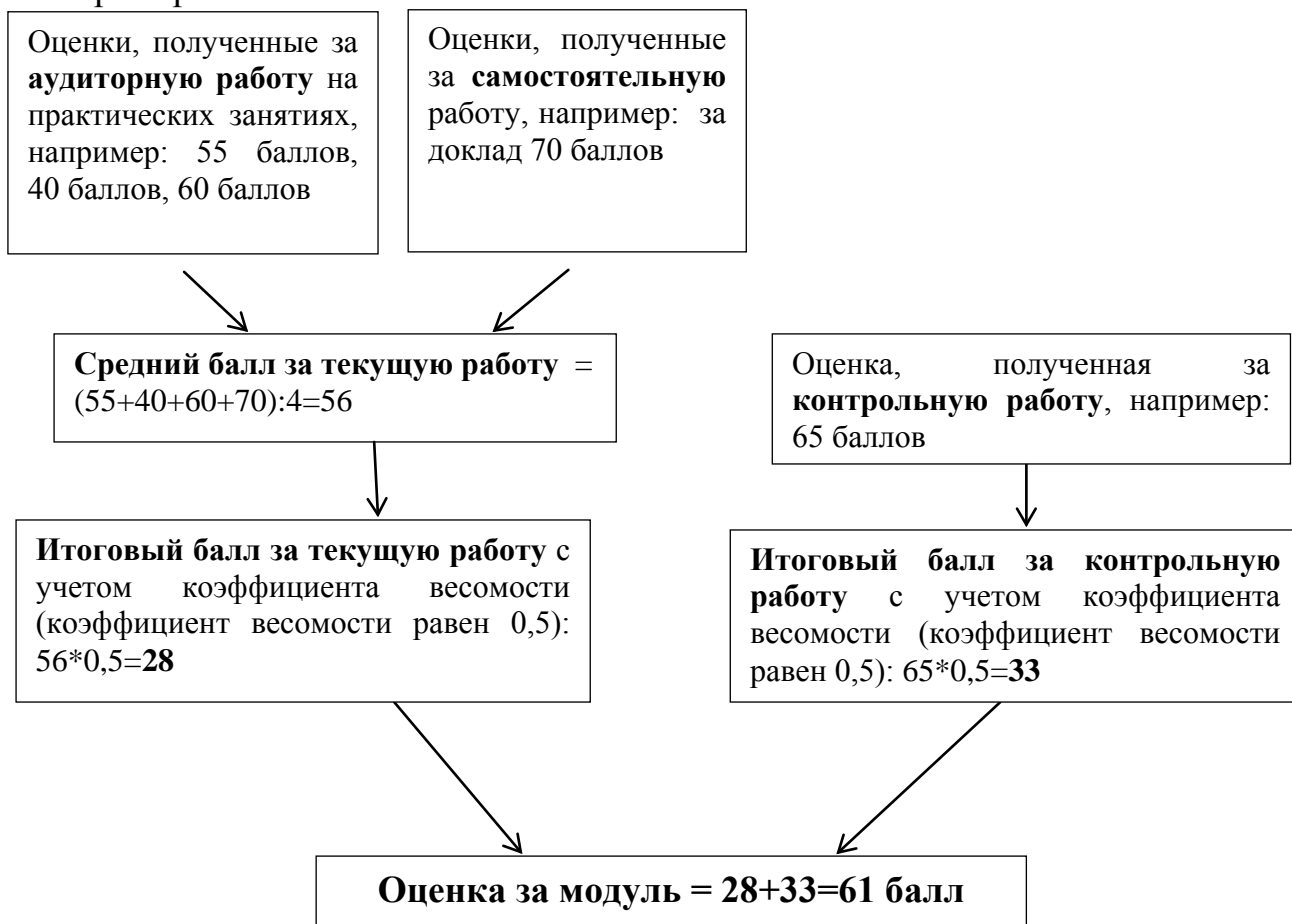 Оценки, полученные за
аудиторную работу на
практических занятиях,
например: 55 баллов,
40 баллов, 60 баллов
Оценки, полученные
за самостоятельную
работу, например: за
доклад 70 баллов
Средний балл за текущую работу =
(55+40+60+70):4=56
Оценка, полученная за
контрольную работу, например:
65 баллов
Итоговый балл за текущую работу с
учетом коэффициента весомости
(коэффициент весомости равен 0,5):
56*0,5=28
Итоговый балл за контрольную
работу с учетом коэффициента
весомости (коэффициент весомости
равен 0,5): 65*0,5=33
Оценка за модуль = 28+33=61 балл